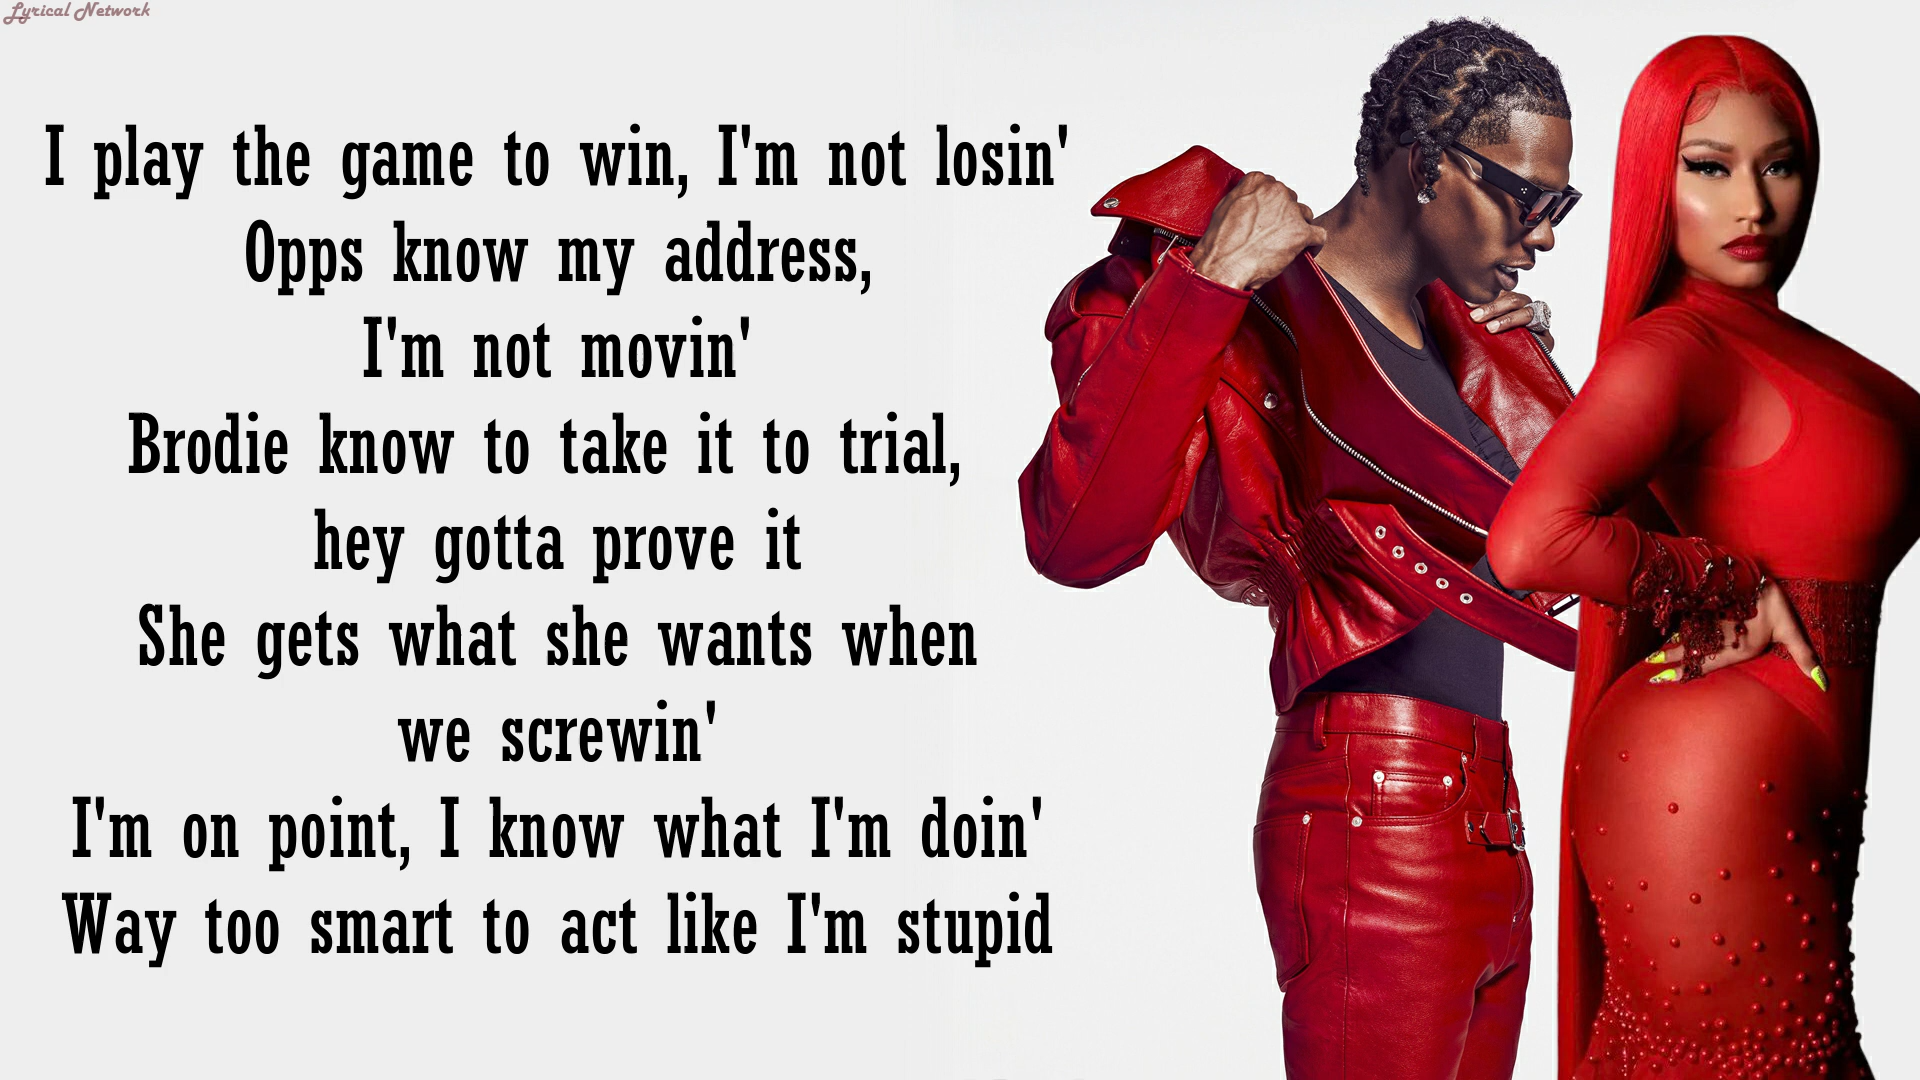 Lyrical Network
I play the game to win, I'm not losin'
Opps know my address,
I'm not movin'
Brodie know to take it to trial,
hey gotta prove it
She gets what she wants when
we screwin'
I'm on point, I know what I'm doin'
Way too smart to act like I'm stupid